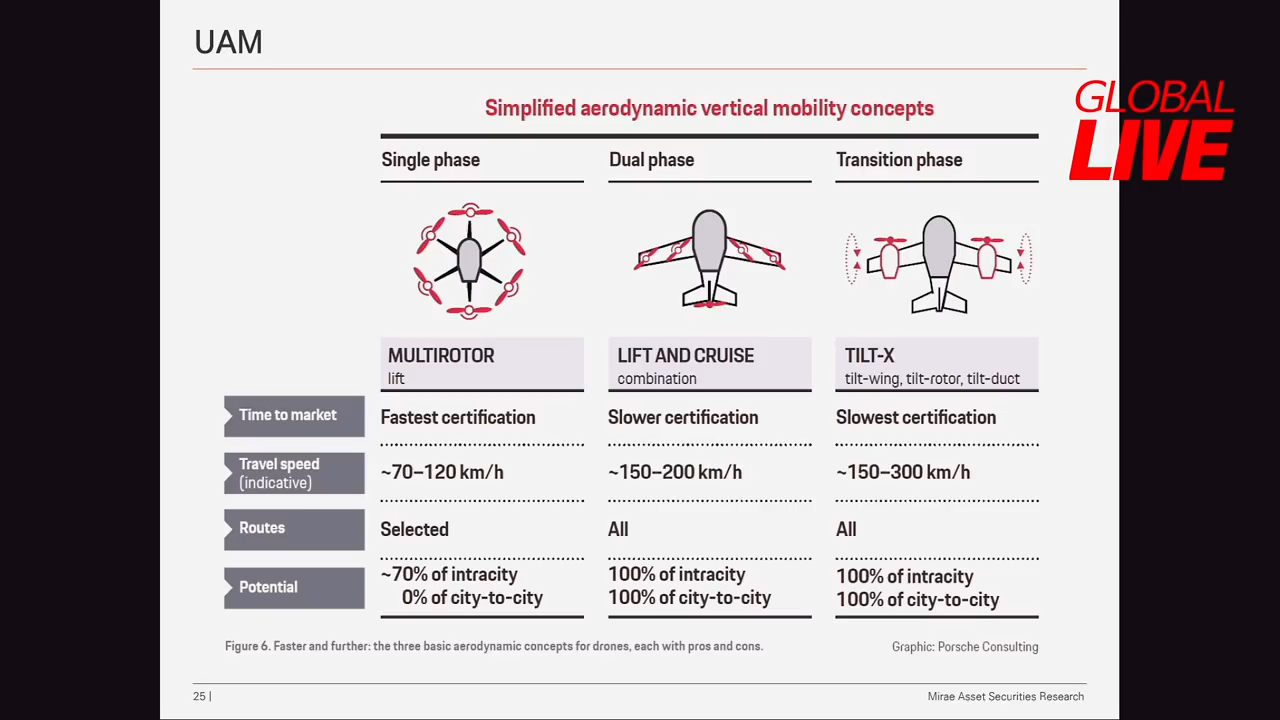 UAM
GLOBAL
LIVE
Simplified aerodynamic vertical mobility concepts
Single phase
Dual phase
Transition phase
MULTIROTOR
lift
LIFT AND CRUISE
combination
TILT-X
tilt-wing, tilt-rotor, tilt-duct
Time to market
Fastest certification
Slower certification
Slowest certification
Travel speed
(indicative)
~70–120 km/h
~150–200 km/h
~150–300 km/h
Routes
Selected
All
All
Potential
~70% of intracity
0% of city-to-city
100% of intracity
100% of city-to-city
100% of intracity
100% of city-to-city
Figure 6. Faster and further: the three basic aerodynamic concepts for drones, each with pros and cons.
Graphic: Porsche Consulting
25 |
Mirae Asset Securities Research